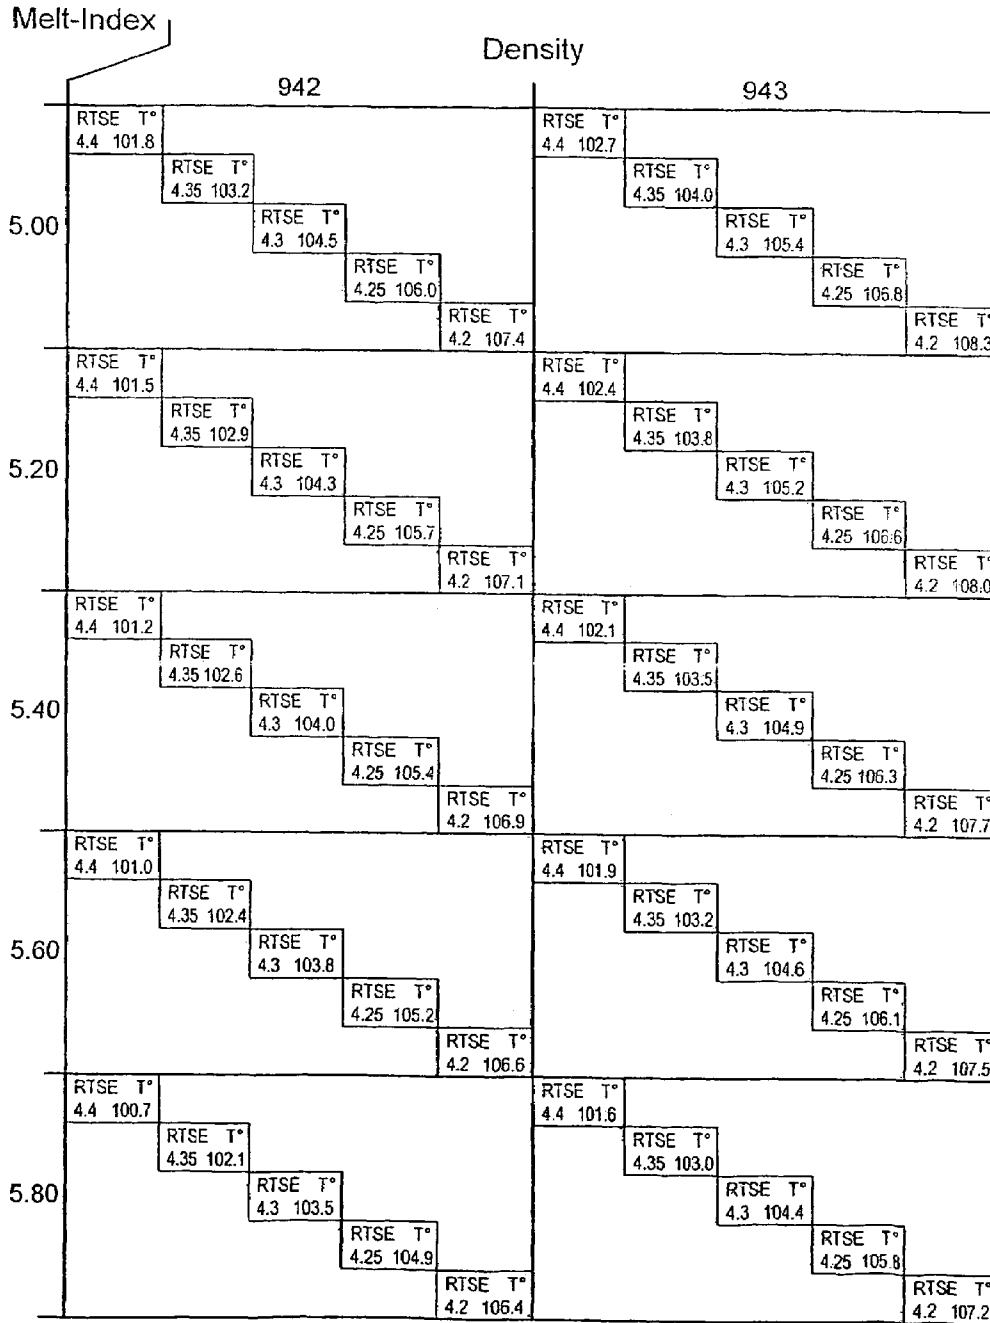 Melt-Index
Density
942 943
5.00
RTSE T° RTSE T°
4.4 101.8 4.4 102.7
RTSE T° RTSE T°
4.35 103.2 4.35 104.0
RTSE T° RTSE T°
4.3 104.5 4.3 105.4
RTSE T° RTSE T°
4.25 106.0 4.25 106.8
RTSE T° RTSE T°
4.2 107.4 4.2 108.3
5.20
RTSE T° RTSE T°
4.4 101.5 4.4 102.4
RTSE T° RTSE T°
4.35 102.9 4.35 103.8
RTSE T° RTSE T°
4.3 104.3 4.3 105.2
RTSE T° RTSE T°
4.25 105.7 4.25 106.6
RTSE T° RTSE T°
4.2 107.1 4.2 108.0
5.40
RTSE T° RTSE T°
4.4 101.2 4.4 102.1
RTSE T° RTSE T°
4.35 102.6 4.35 103.5
RTSE T° RTSE T°
4.3 104.0 4.3 104.9
RTSE T° RTSE T°
4.25 105.4 4.25 106.3
RTSE T° RTSE T°
4.2 106.9 4.2 107.7
5.60
RTSE T° RTSE T°
4.4 101.0 4.4 101.9
RTSE T° RTSE T°
4.35 102.4 4.35 103.2
RTSE T° RTSE T°
4.3 103.8 4.3 104.6
RTSE T° RTSE T°
4.25 105.2 4.25 106.1
RTSE T° RTSE T°
4.2 106.6 4.2 107.5
5.80
RTSE T° RTSE T°
4.4 100.7 4.4 101.6
RTSE T° RTSE T°
4.35 102.1 4.35 103.0
RTSE T° RTSE T°
4.3 103.5 4.3 104.4
RTSE T° RTSE T°
4.25 104.9 4.25 105.8
RTSE T° RTSE T°
4.2 106.4 4.2 107.2